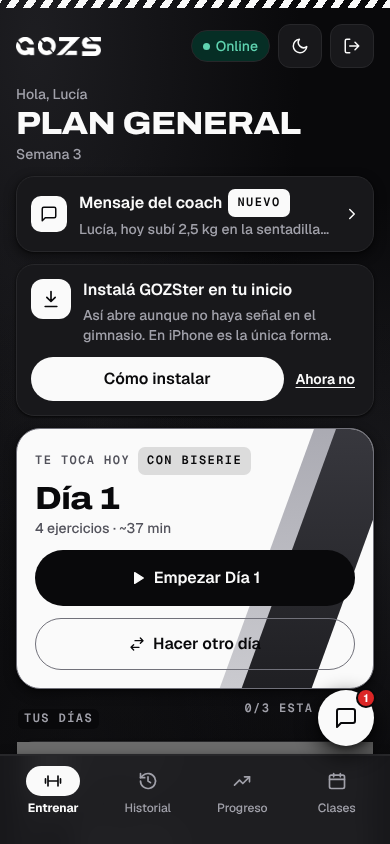 GOZS
Online
Hola, Lucía
PLAN GENERAL
Semana 3
Mensaje del coach NUEVO
Lucía, hoy subí 2,5 kg en la sentadilla...
Instalá GOZSter en tu inicio
Así abre aunque no haya señal en el
gimnasio. En iPhone es la única forma.
Cómo instalar
Ahora no
TE TOCA HOY CON BISERIE
Día 1
4 ejercicios · ~37 min
Empezar Día 1
Hacer otro día
TUS DÍAS
0/3 ESTA
1
Entrenar
Historial
Progreso
Clases